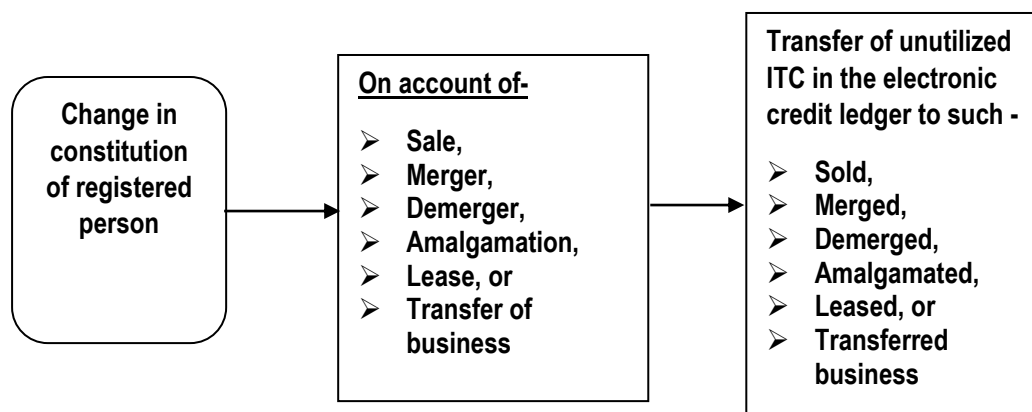 Change in
constitution
of registered
person
On account of-
➢ Sale,
➢ Merger,
➢ Demerger,
➢ Amalgamation,
➢ Lease, or
➢ Transfer of
business
Transfer of unutilized
ITC in the electronic
credit ledger to such -
➢ Sold,
➢ Merged,
➢ Demerged,
➢ Amalgamated,
➢ Leased, or
➢ Transferred
business